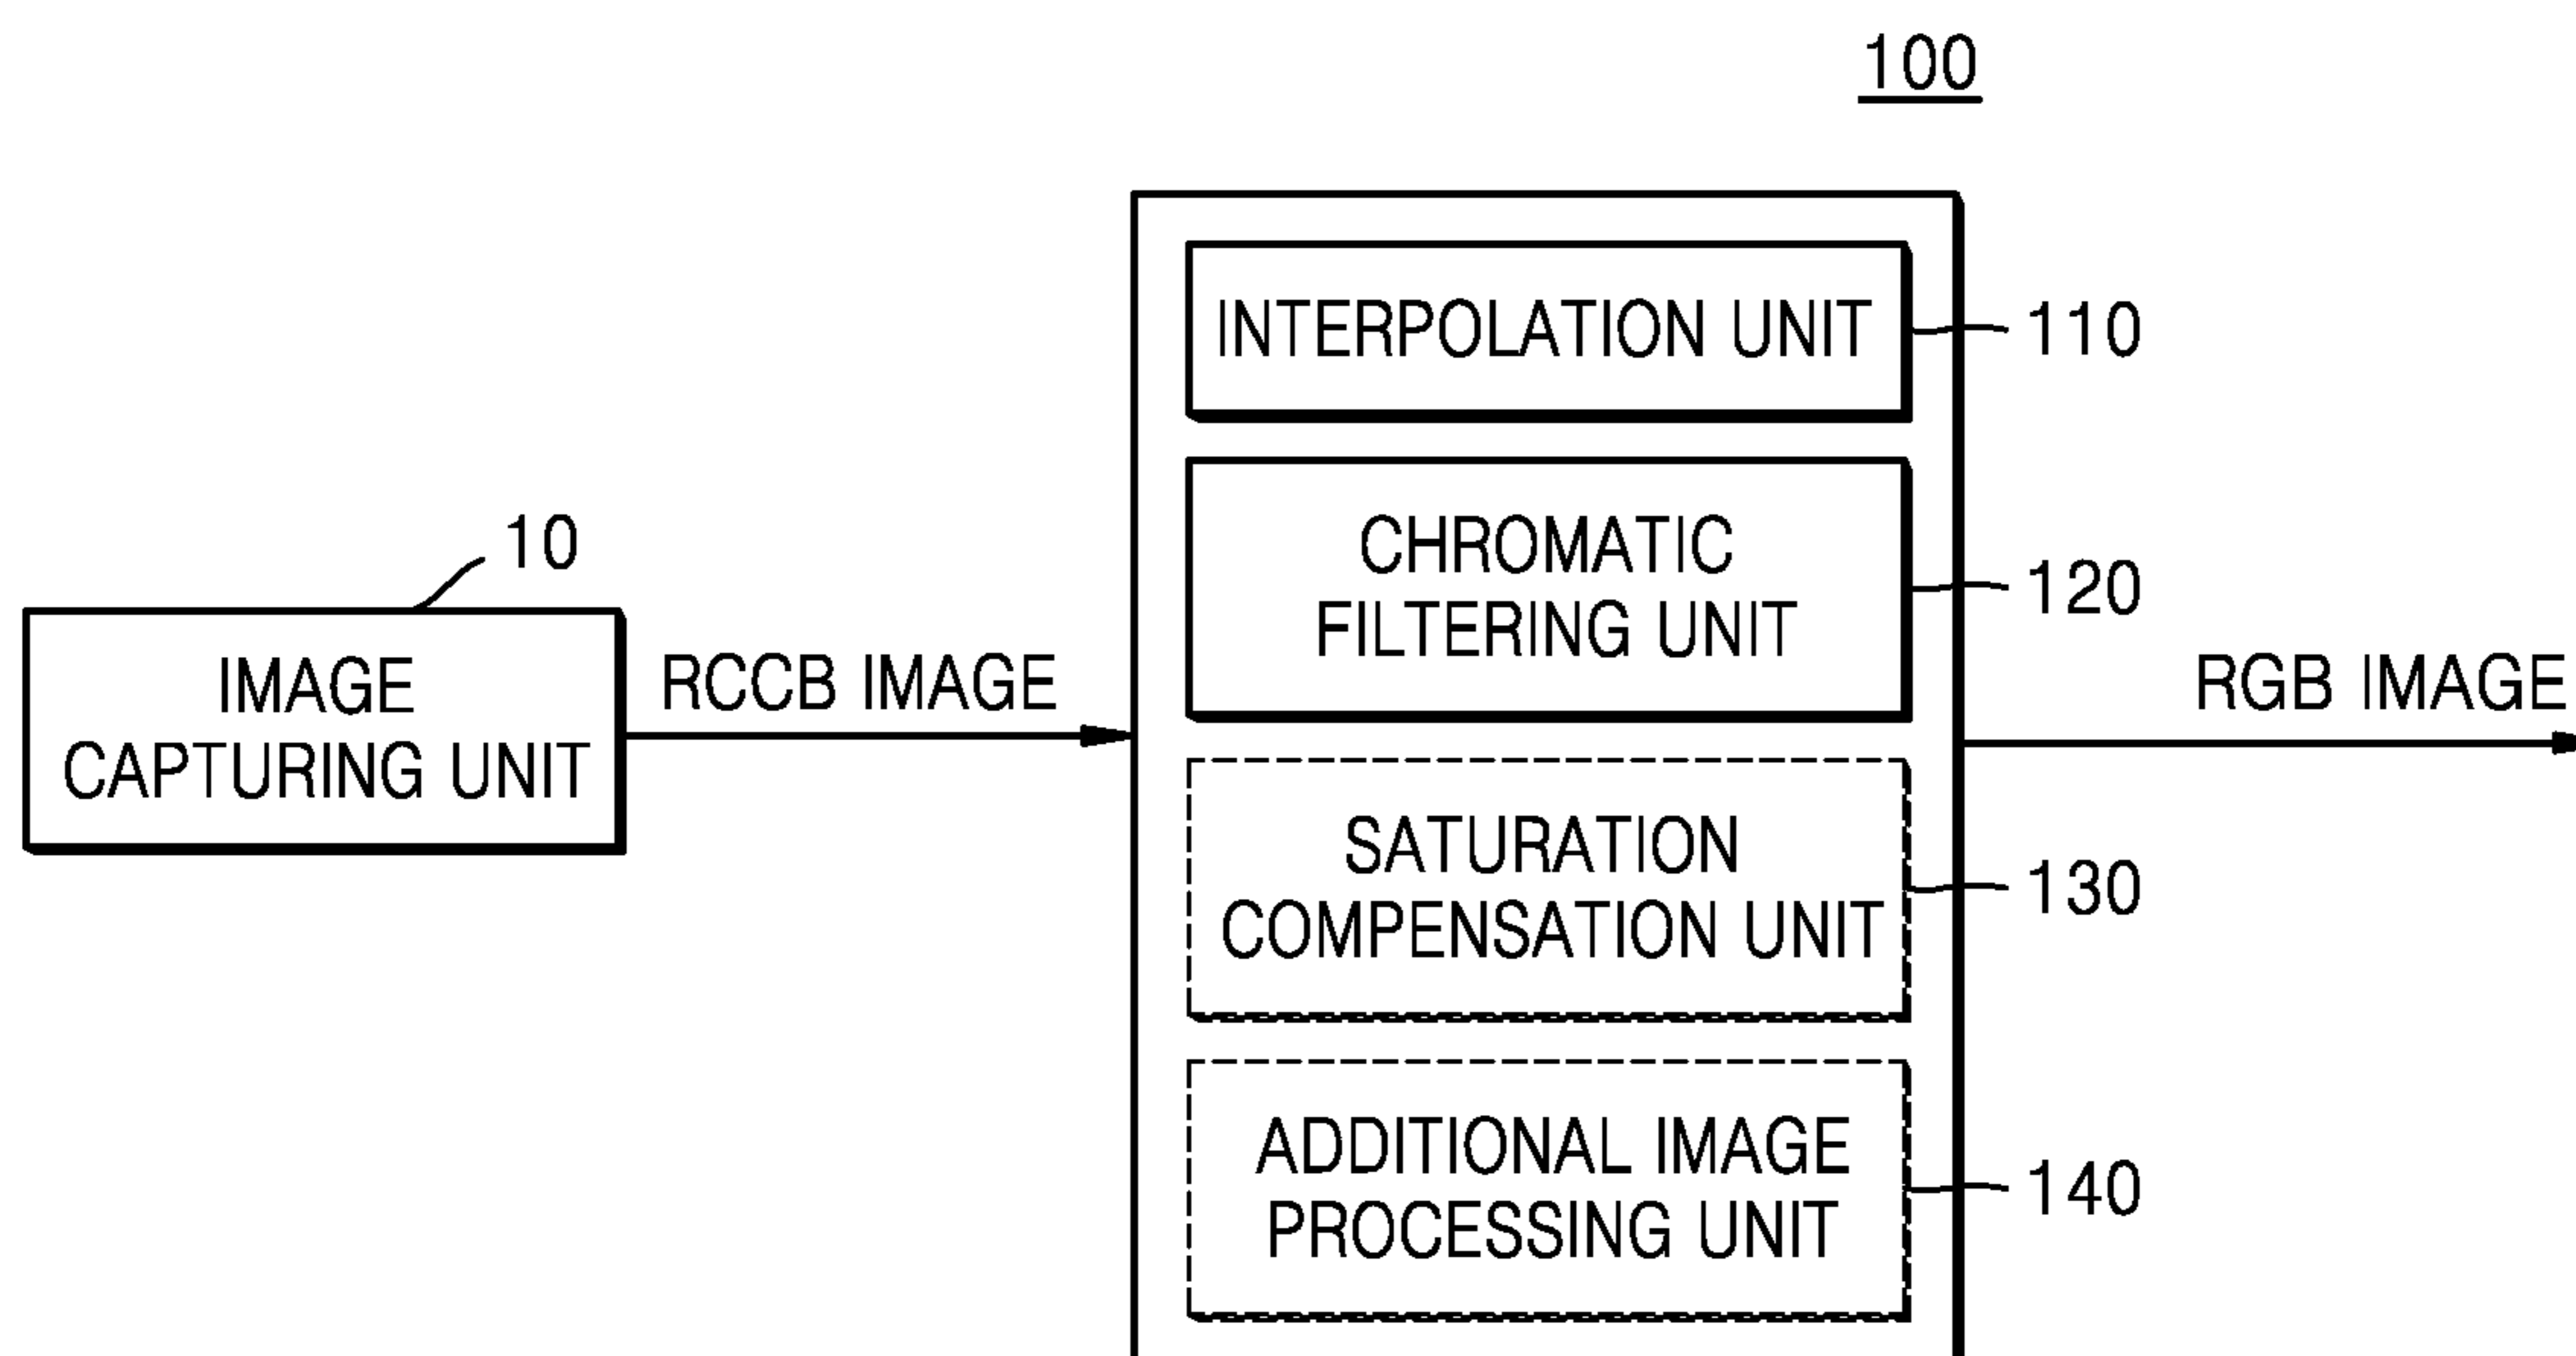 100
INTERPOLATION UNIT
110
CHROMATIC
FILTERING UNIT
120
10
IMAGE
CAPTURING UNIT
RCCB IMAGE
RGB IMAGE
SATURATION
COMPENSATION UNIT
130
ADDITIONAL IMAGE
PROCESSING UNIT
140